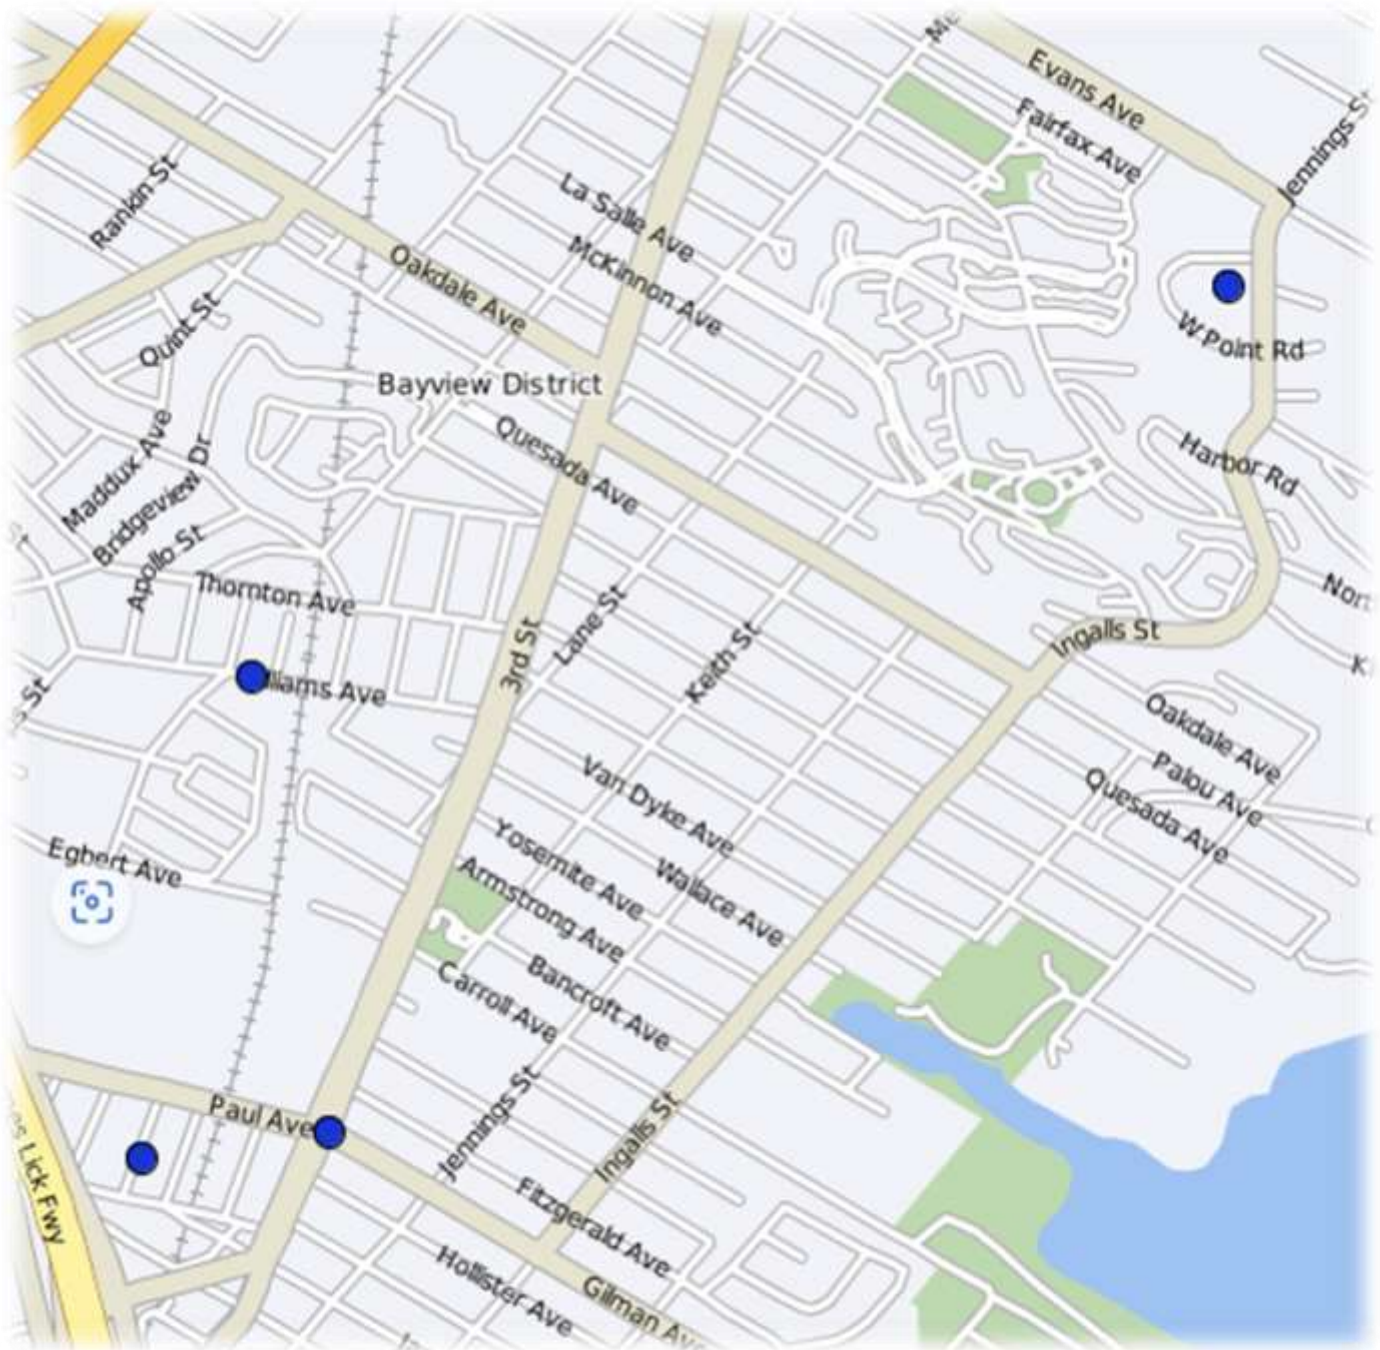 Evans Ave
Fairfax Ave
Jennings St
Rankin St
La Salle Ave
McKinnon Ave
Oakdale Ave
Quint St
W Point Rd
Bayview District
Quesada Ave
Maddux Ave
Bridgeview Dr
Harbor Rd
Apollo St
Thornton Ave
Lane St
3rd St
Keith St
Ingalls St
lliams Ave
Oakdale Ave
Palou Ave
Quesada Ave
Van Dyke Ave
Wallace Ave
Yosemite Ave
Armstrong Ave
Egbert Ave
Bancroft Ave
Carroll Ave
Paul Ave
Jennings St
Ingalls St
Lick Fwy
Fitzgerald Ave
Hollister Ave
Gilman Ave